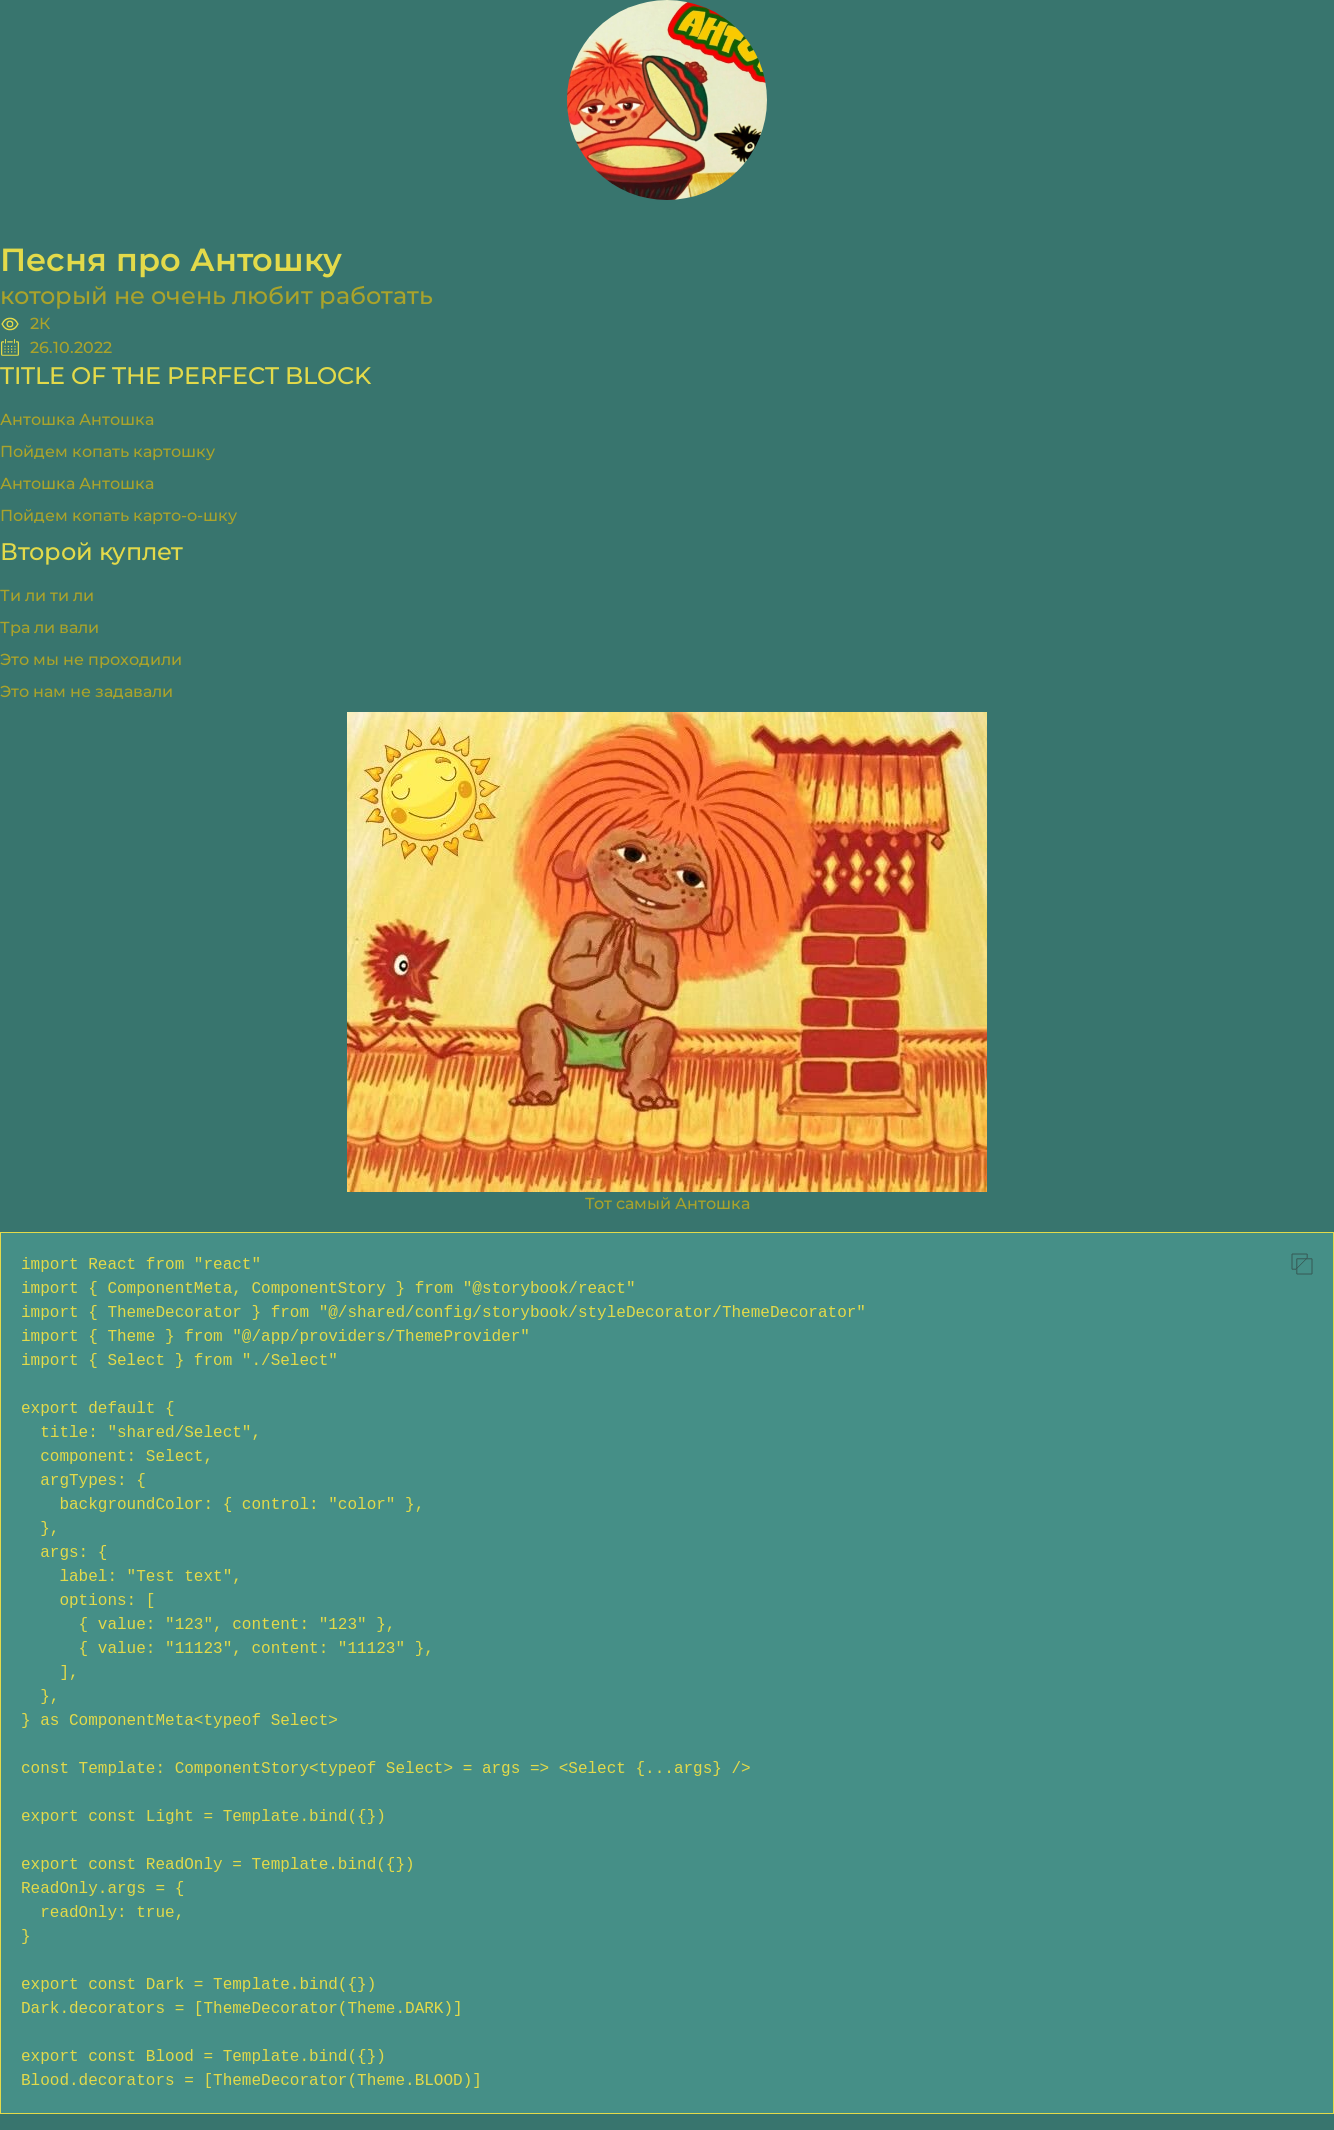 АНТО
Песня про Антошку
который не очень любит работать
2К
26.10.2022
TITLE OF THE PERFECT BLOCK
Антошка Антошка
Пойдем копать картошку
Антошка Антошка
Пойдем копать карто-о-шку
Второй куплет
Ти ли ти ли
Тра ли вали
Это мы не проходили
Это нам не задавали
Тот самый Антошка
import React from "react"
import { ComponentMeta, ComponentStory } from "@storybook/react"
import { ThemeDecorator } from "@/shared/config/storybook/styleDecorator/ThemeDecorator"
import { Theme } from "@/app/providers/ThemeProvider"
import { Select } from "./Select"

export default {
  title: "shared/Select",
  component: Select,
  argTypes: {
    backgroundColor: { control: "color" },
  },
  args: {
    label: "Test text",
    options: [
      { value: "123", content: "123" },
      { value: "11123", content: "11123" },
    ],
  },
} as ComponentMeta<typeof Select>

const Template: ComponentStory<typeof Select> = args => <Select {...args} />

export const Light = Template.bind({})

export const ReadOnly = Template.bind({})
ReadOnly.args = {
  readOnly: true,
}

export const Dark = Template.bind({})
Dark.decorators = [ThemeDecorator(Theme.DARK)]

export const Blood = Template.bind({})
Blood.decorators = [ThemeDecorator(Theme.BLOOD)]